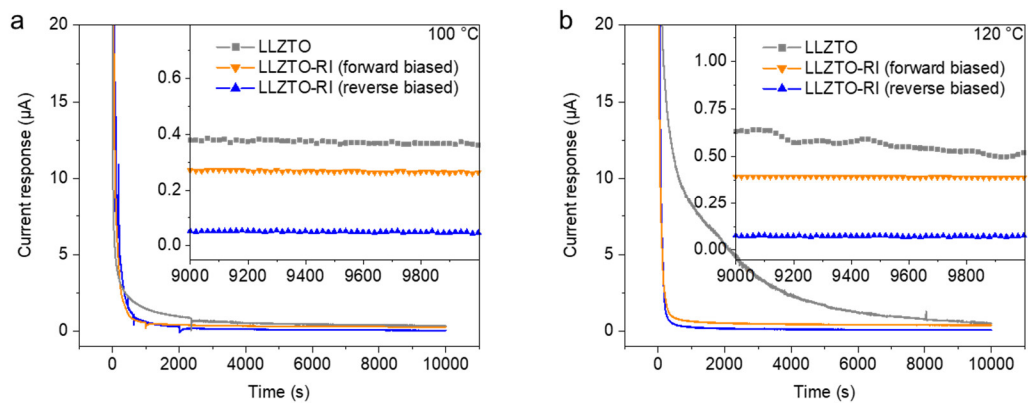 a
100 °C
LLZTO
LLZTO-RI (forward biased)
LLZTO-RI (reverse biased)
0.6
0.4
0.2
0.0
9000 9200 9400 9600 9800
20
15
10
5
0
Current response (µA)
0 2000 4000 6000 8000 10000
Time (s)
b
120 °C
LLZTO
LLZTO-RI (forward biased)
LLZTO-RI (reverse biased)
1.00
0.75
0.50
0.25
0.00
9000 9200 9400 9600 9800
20
15
10
5
0
Current response (µA)
0 2000 4000 6000 8000 10000
Time (s)